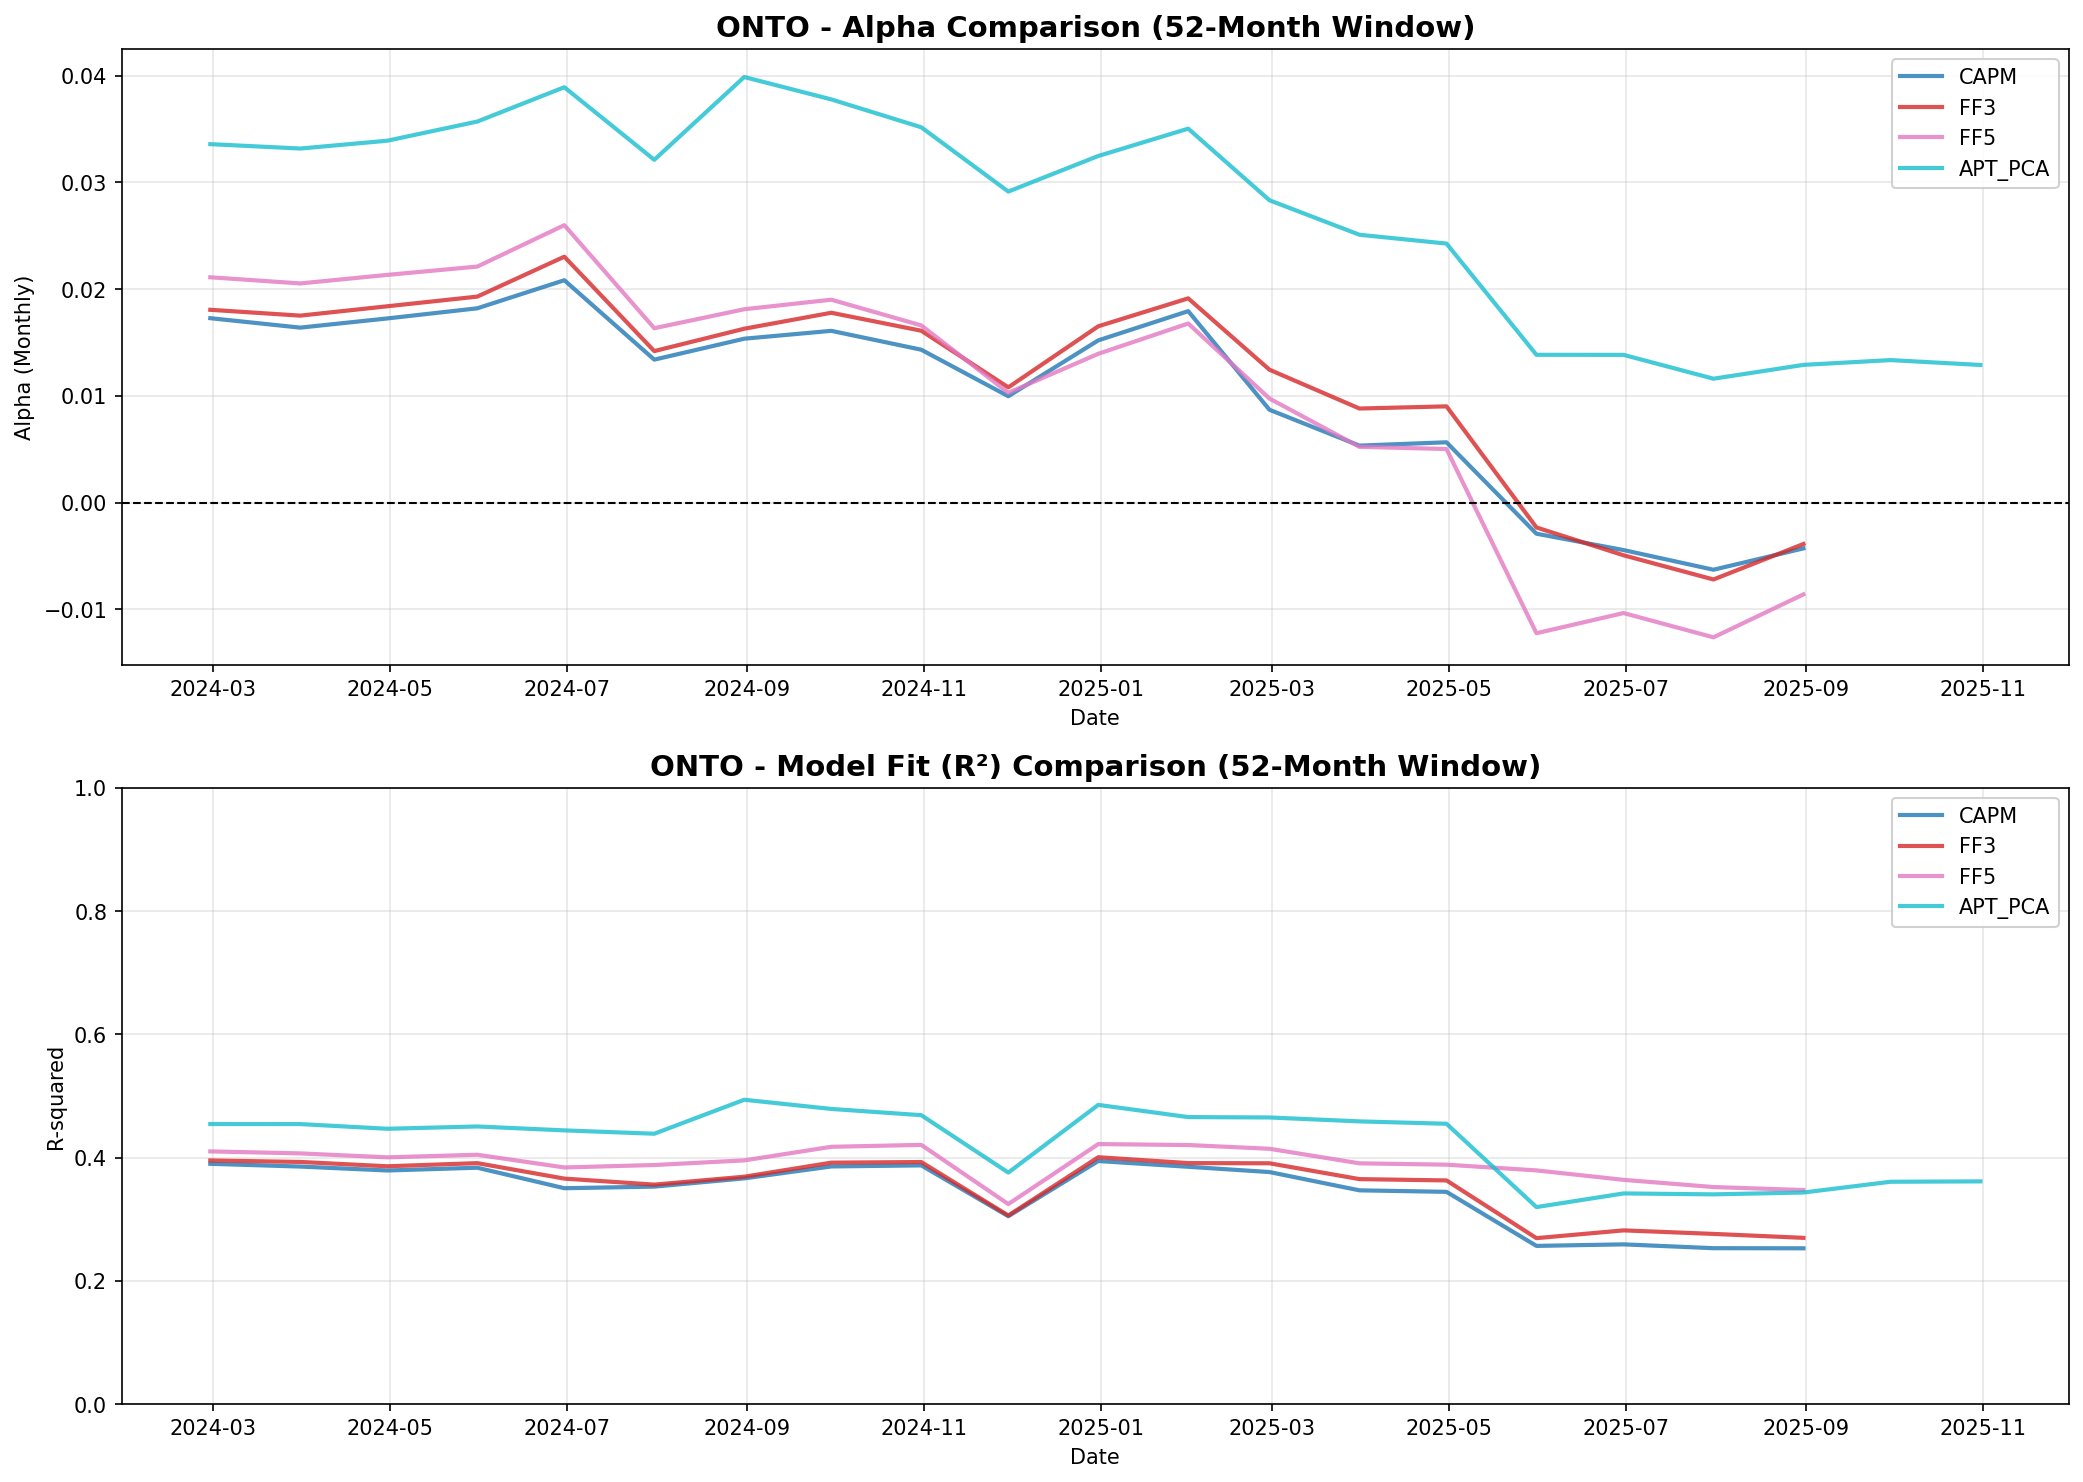 ONTO - Alpha Comparison (52-Month Window)
Alpha (Monthly)
0.04
0.03
0.02
0.01
0.00
−0.01
CAPM
FF3
FF5
APT_PCA
2024-03 2024-05 2024-07 2024-09 2024-11 2025-01 2025-03 2025-05 2025-07 2025-09 2025-11
Date
ONTO - Model Fit (R²) Comparison (52-Month Window)
R-squared
1.0
0.8
0.6
0.4
0.2
0.0
CAPM
FF3
FF5
APT_PCA
2024-03 2024-05 2024-07 2024-09 2024-11 2025-01 2025-03 2025-05 2025-07 2025-09 2025-11
Date